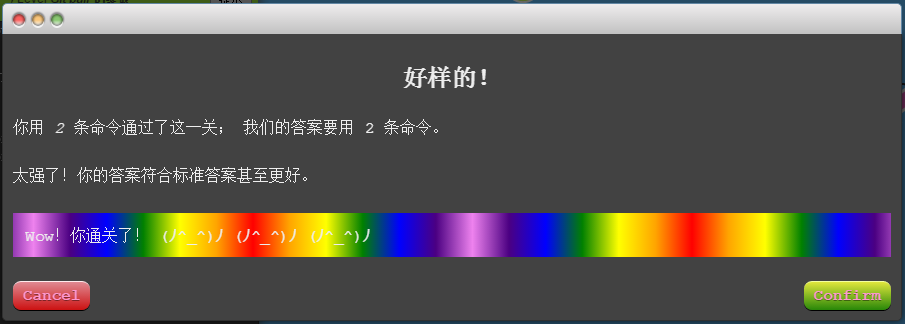 好样的!
你用 2 条命令通过了这一关; 我们的答案要用 2 条命令。
太强了! 你的答案符合标准答案甚至更好。
Wow! 你通关了! (ﾉ^_^)ﾉ (ﾉ^_^)ﾉ (ﾉ^_^)ﾉ
Cancel
Confirm